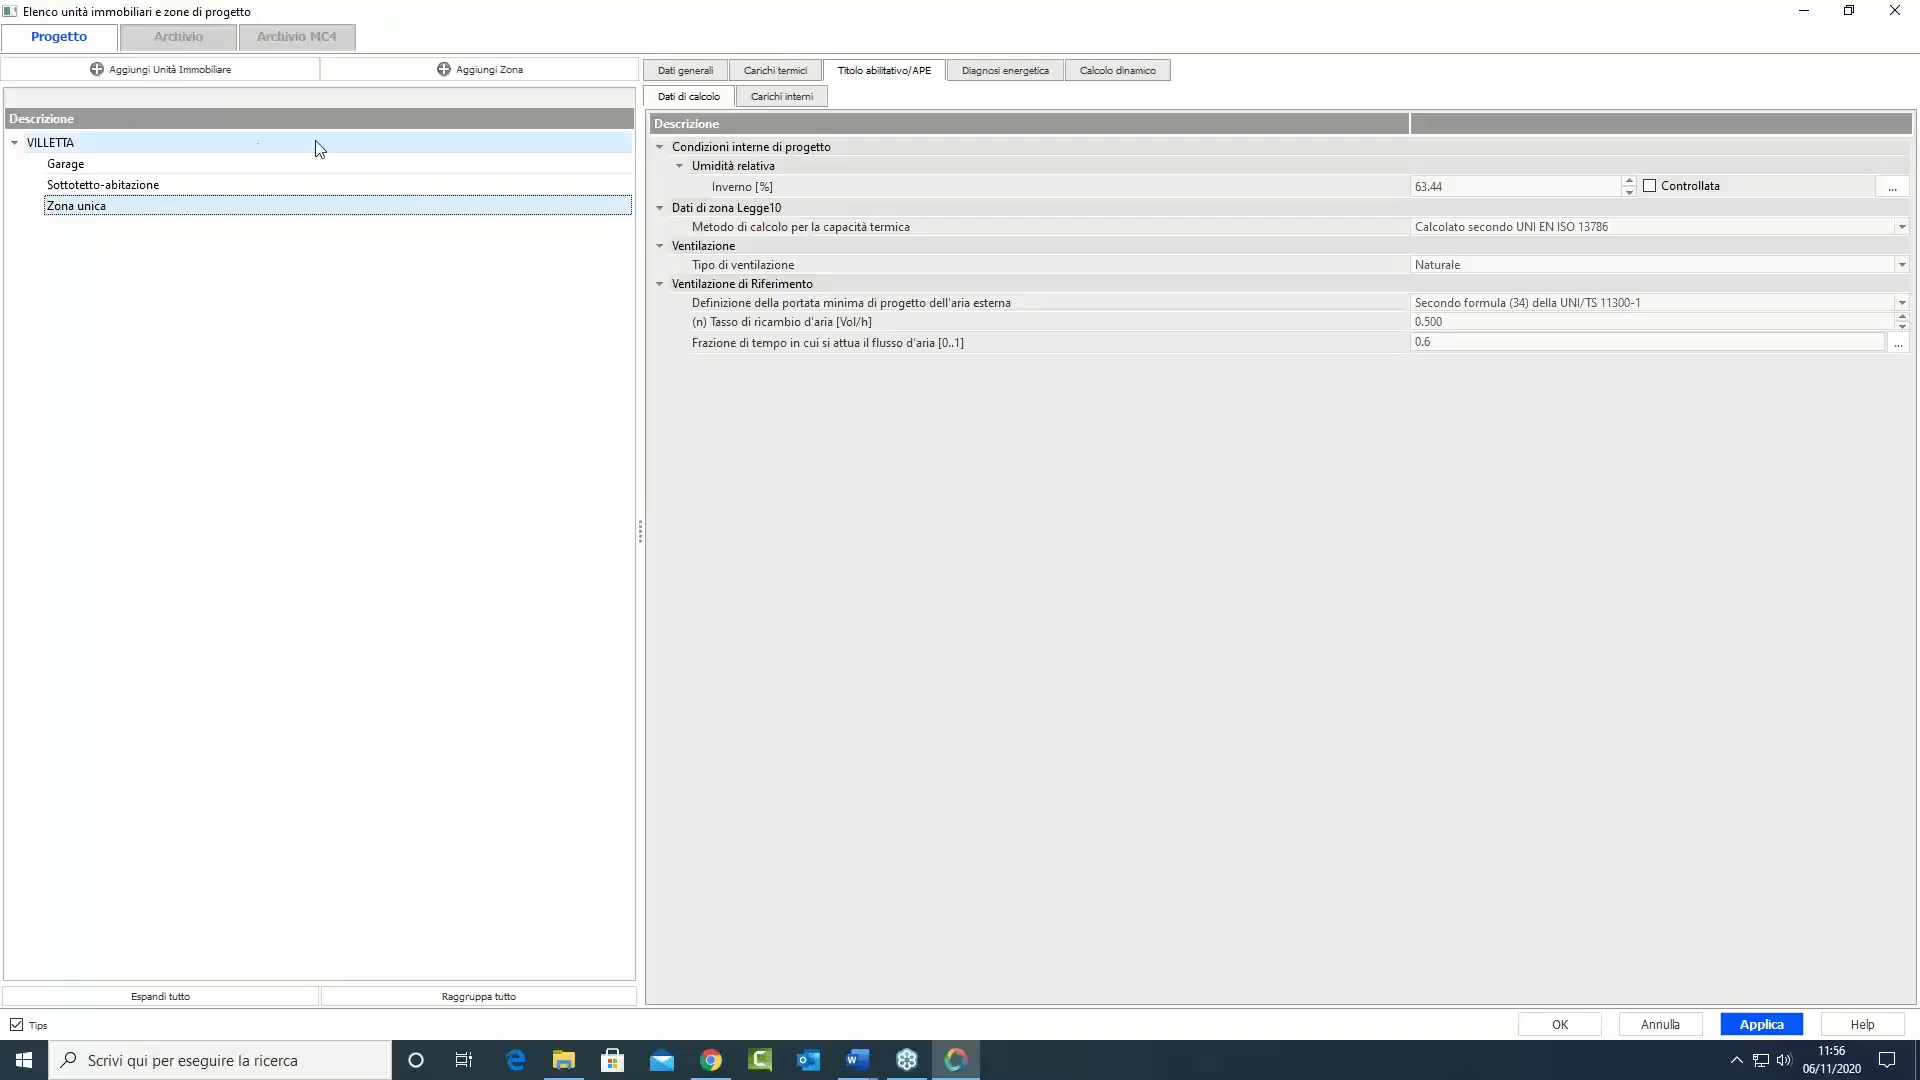 Elenco unità immobiliari e zone di progetto
Progetto
Archivio
Archivio MC4
Aggiungi Unità Immobiliare
Aggiungi Zona
Descrizione
VILLETTA
Garage
Sottotetto-abitazione
Zona unica
Espandi tutto
Raggruppa tutto
Dati generali
Carichi termici
Titolo abilitativo/APE
Diagnosi energetica
Calcolo dinamico
Dati di calcolo
Carichi interni
Descrizione
Condizioni interne di progetto
Umidità relativa
Inverno [%] 63.44 Controllata ...
Dati di zona Legge10
Metodo di calcolo per la capacità termica Calcolato secondo UNI EN ISO 13786
Ventilazione
Tipo di ventilazione Naturale
Ventilazione di Riferimento
Definizione della portata minima di progetto dell'aria esterna Secondo formula (34) della UNI/TS 11300-1
(n) Tasso di ricambio d'aria [Vol/h] 0.500
Frazione di tempo in cui si attua il flusso d'aria [0..1] 0.6 ...
Tips
OK
Annulla
Applica
Help
Scrivi qui per eseguire la ricerca
11:56
06/11/2020